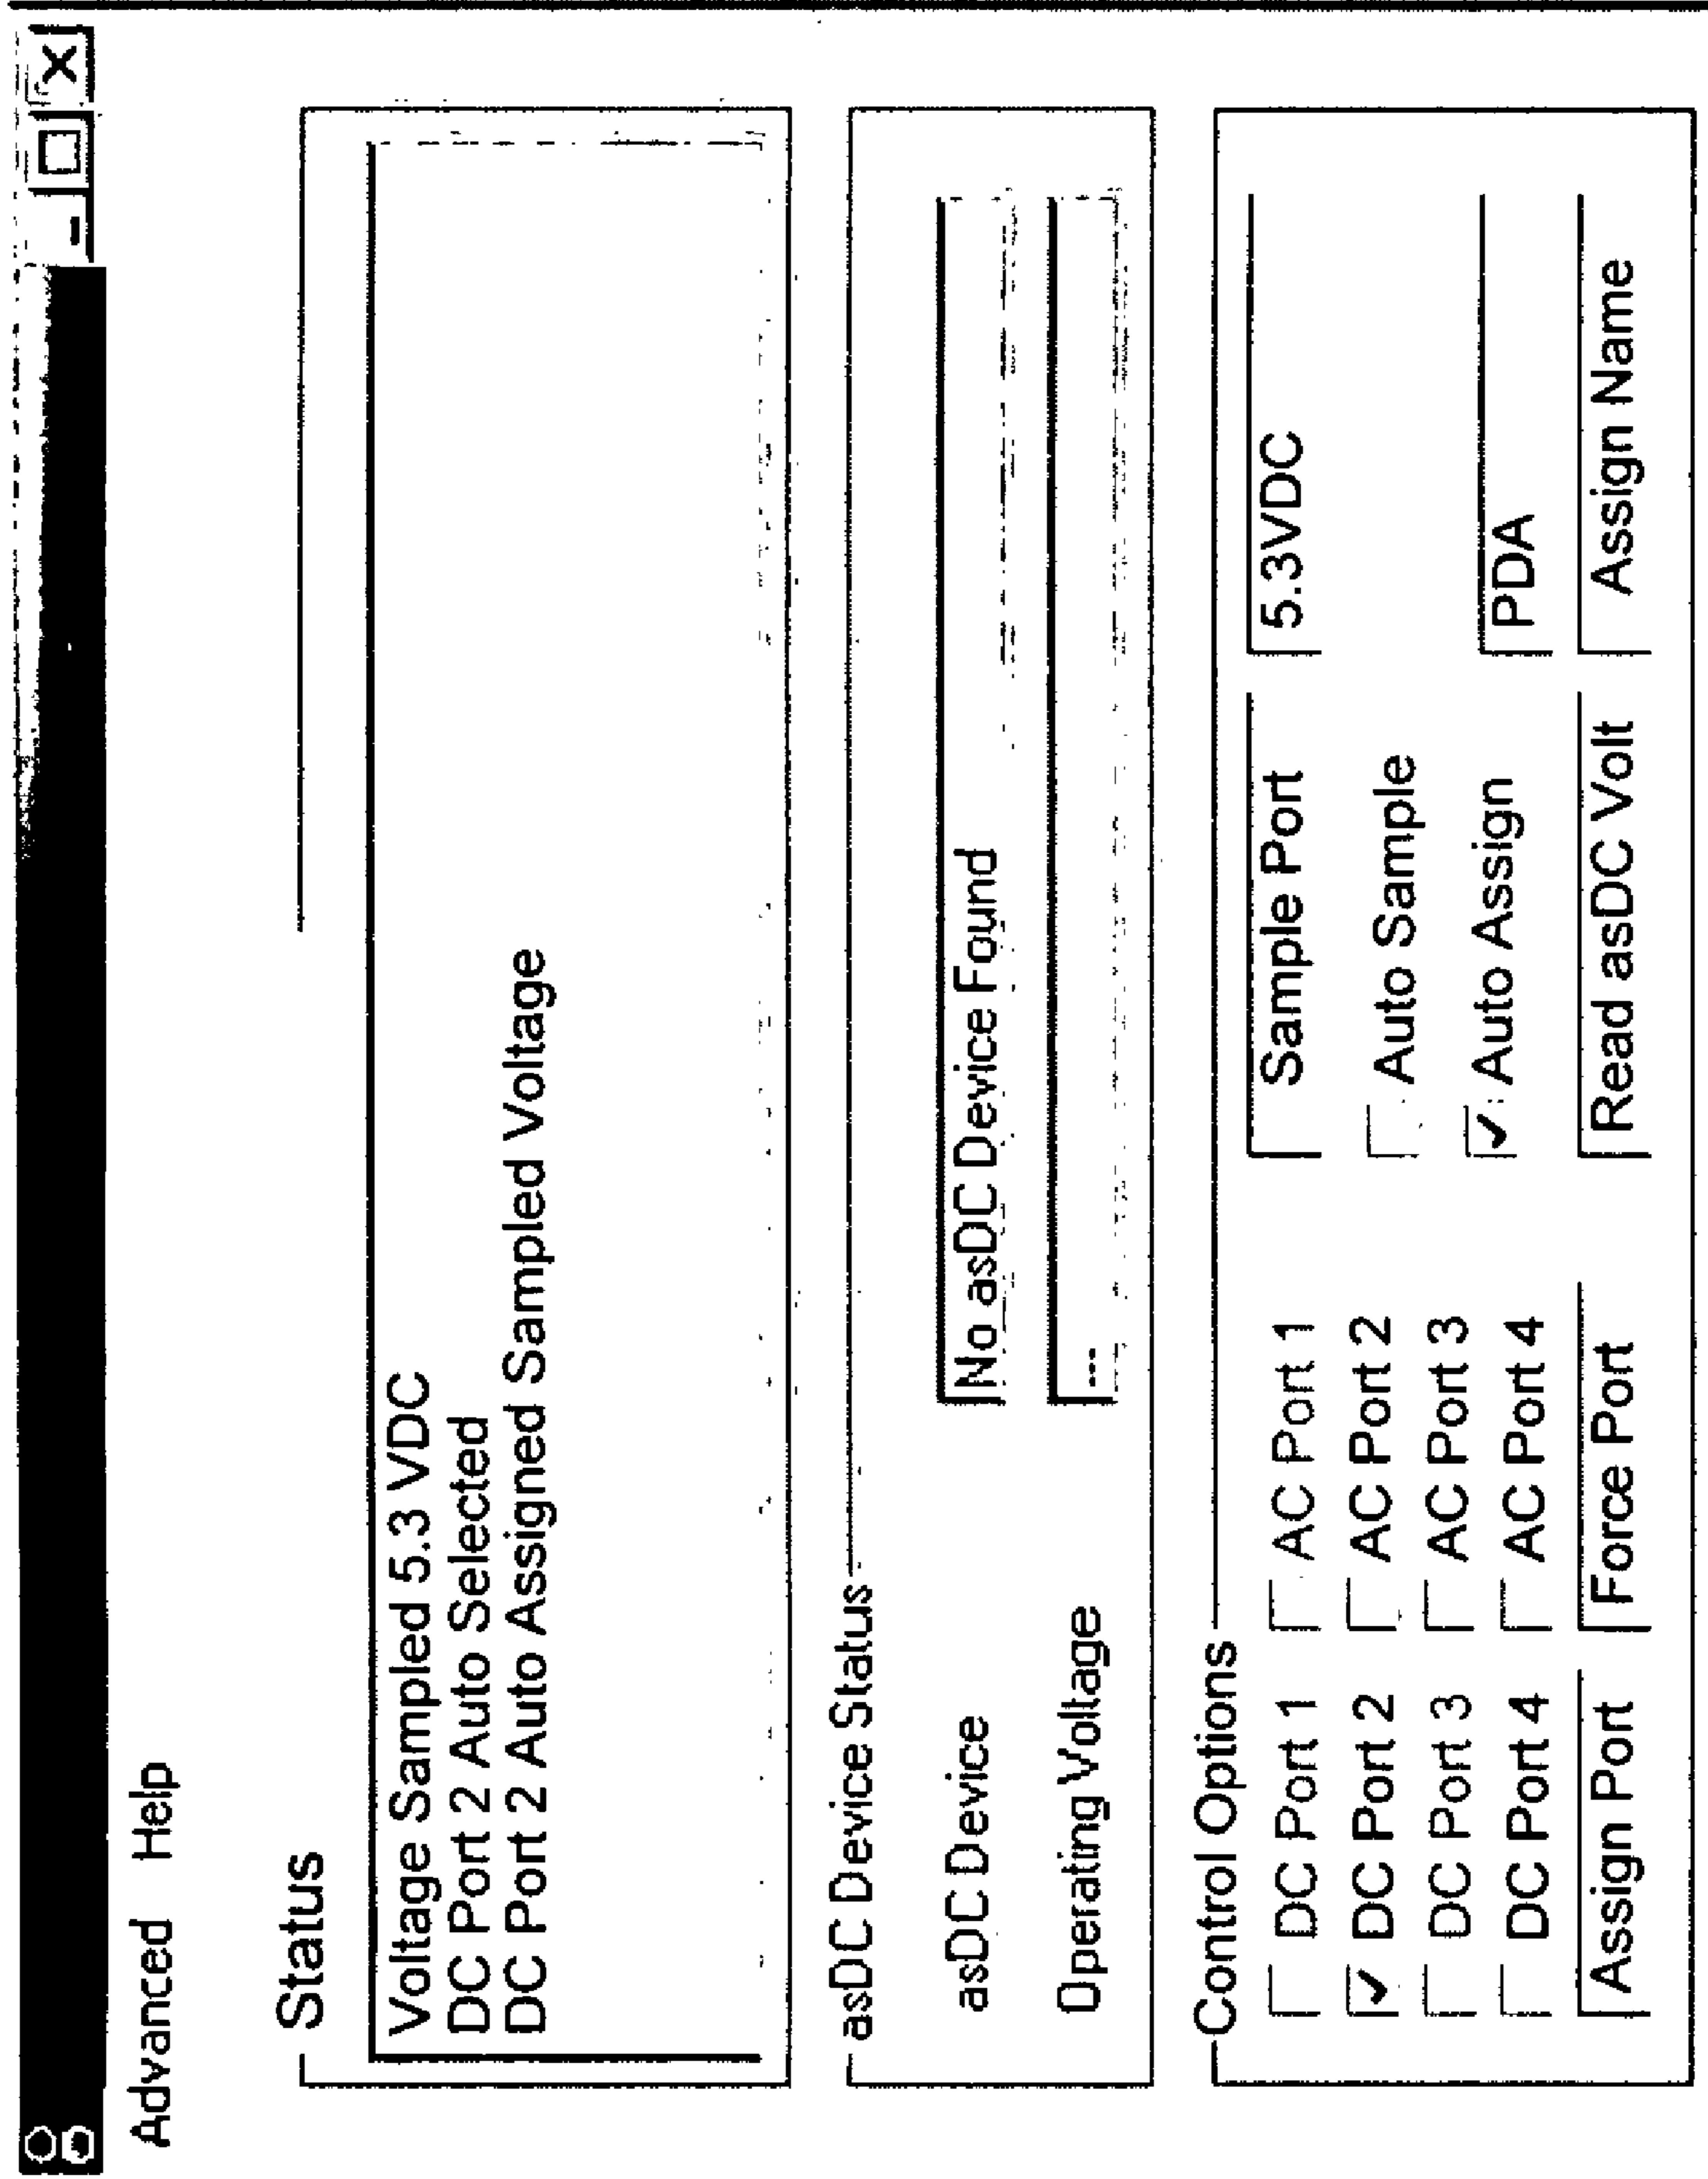 Advanced Help
Status
Voltage Sampled 5.3 VDC
DC Port 2 Auto Selected
DC Port 2 Auto Assigned Sampled Voltage
asDC Device Status
asDC Device No asDC Device Found
Operating Voltage ---
Control Options
DC Port 1 AC Port 1 Sample Port 5.3VDC
DC Port 2 AC Port 2 Auto Sample
DC Port 3 AC Port 3 Auto Assign PDA
DC Port 4 AC Port 4
Assign Port Force Port Read asDC Volt Assign Name